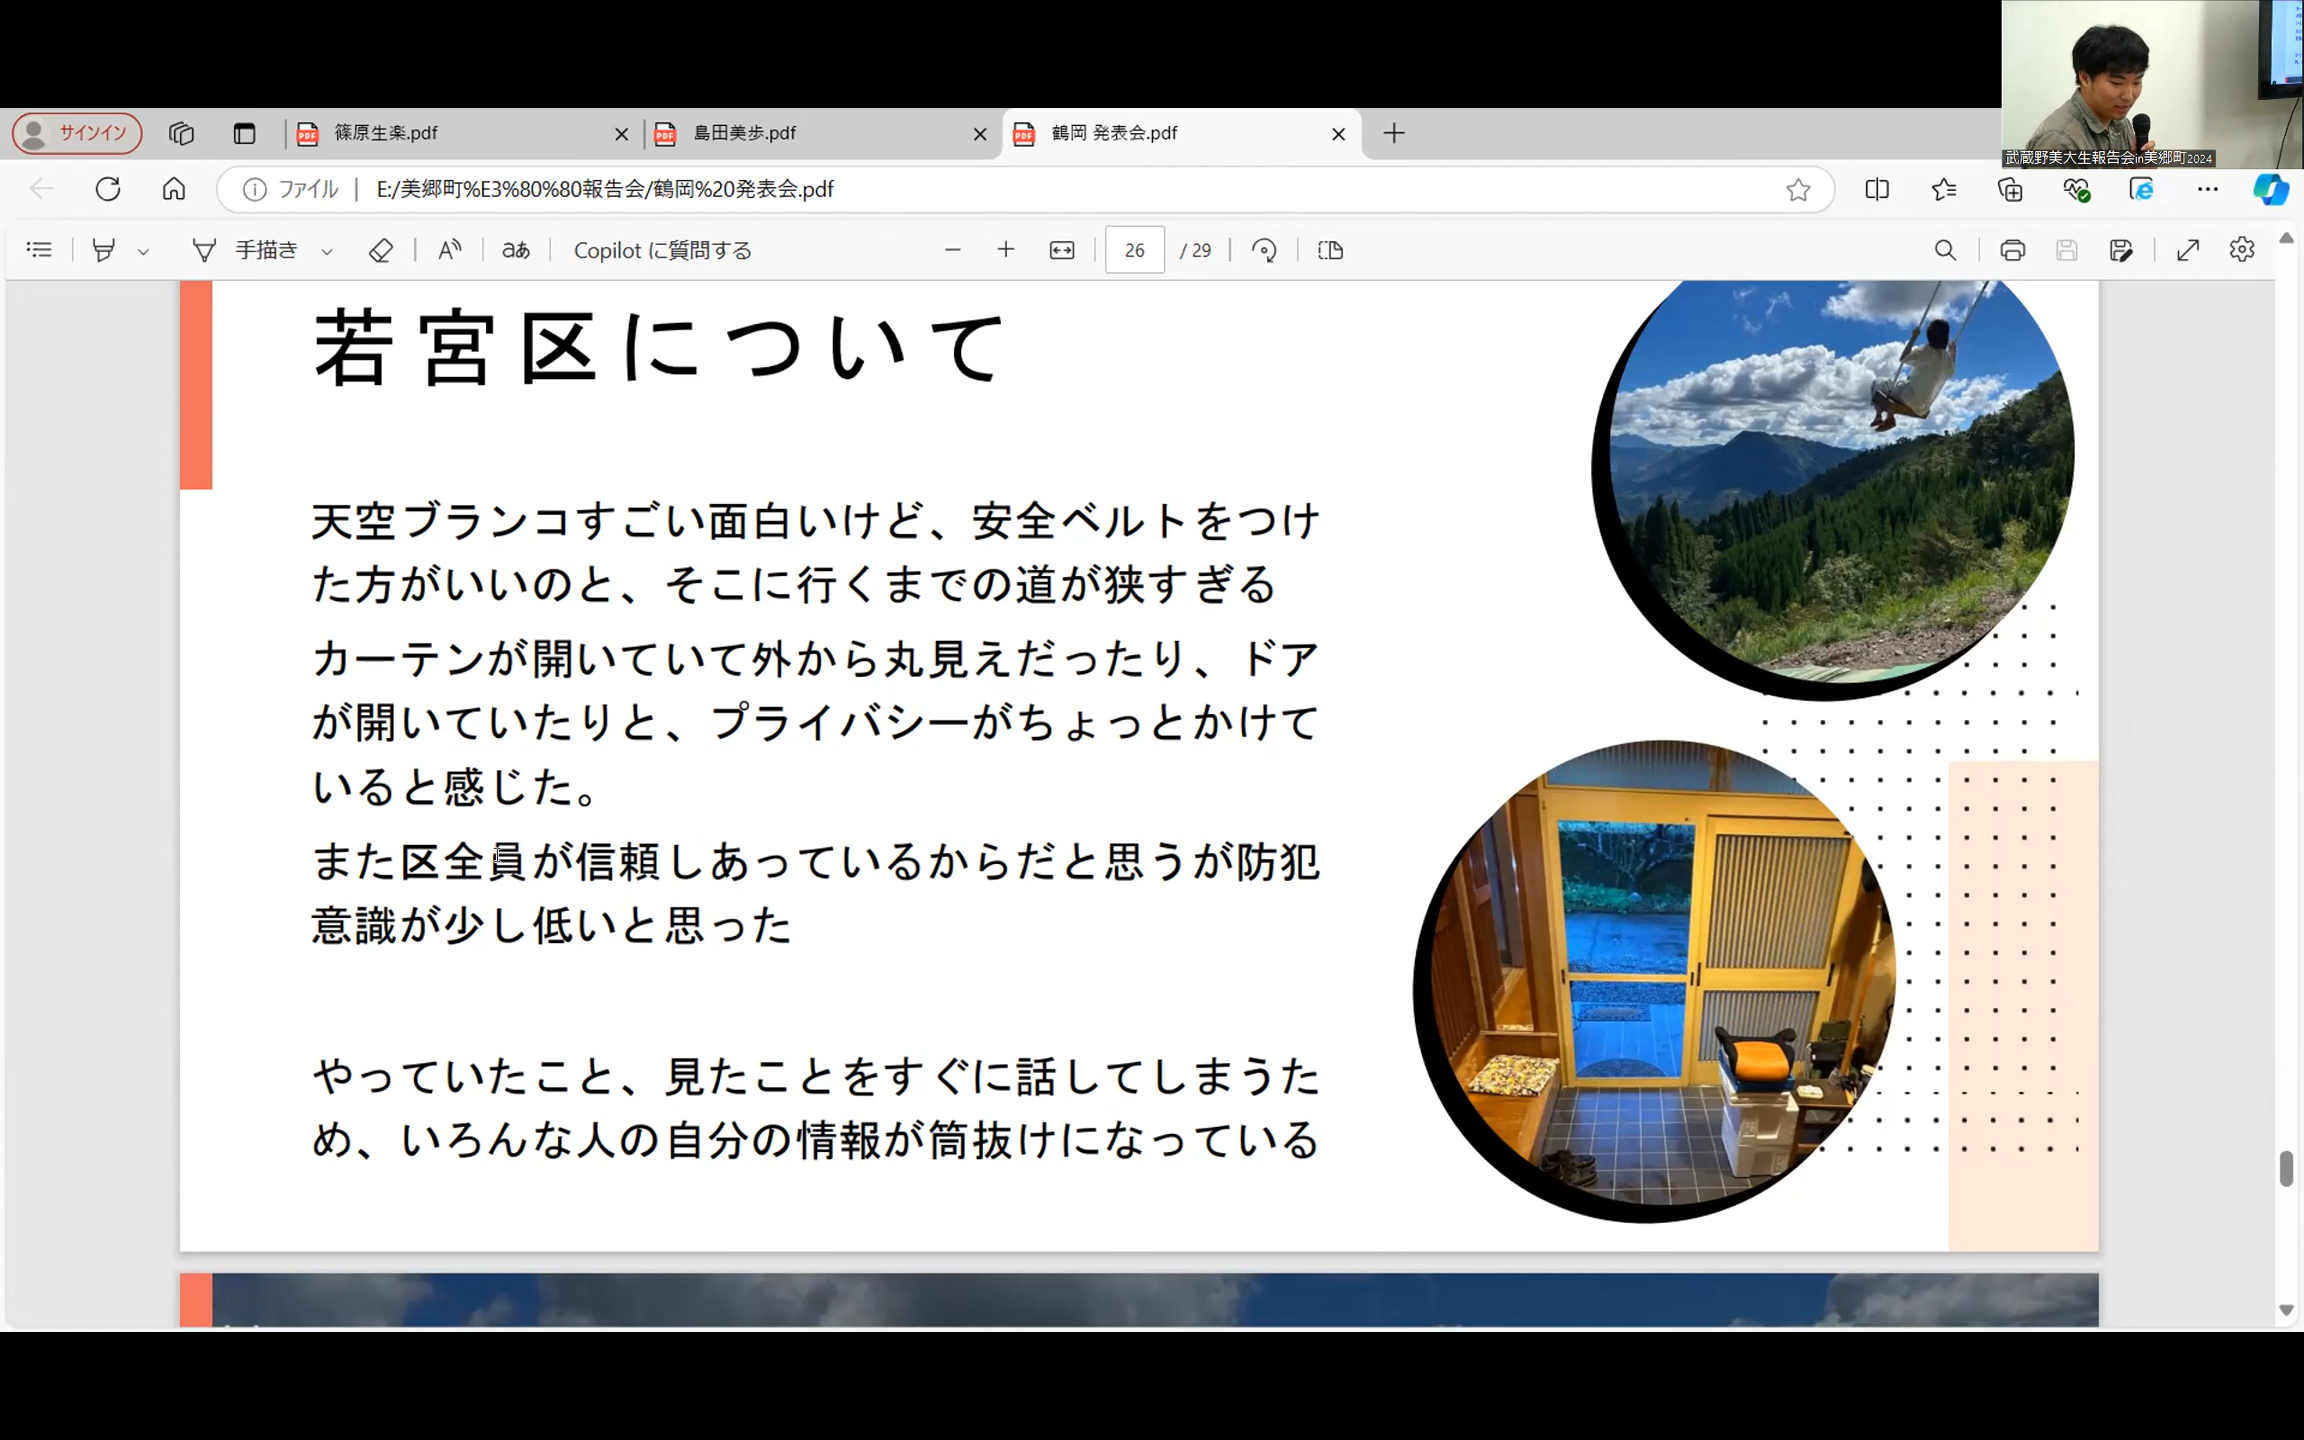 武蔵野美大生報告会in美郷町2024
サインイン
篠原生楽.pdf
島田美歩.pdf
鶴岡 発表会.pdf
ファイル
E:/美郷町%E3%80%80報告会/鶴岡%20発表会.pdf
手描き
aあ
Copilot に質問する
26 / 29
若宮区について
天空ブランコすごい面白いけど、安全ベルトをつけ
た方がいいのと、そこに行くまでの道が狭すぎる
カーテンが開いていて外から丸見えだったり、ドア
が開いていたりと、プライバシーがちょっとかけて
いると感じた。
また区全員が信頼しあっているからだと思うが防犯
意識が少し低いと思った
やっていたこと、見たことをすぐに話してしまうた
め、いろんな人の自分の情報が筒抜けになっている